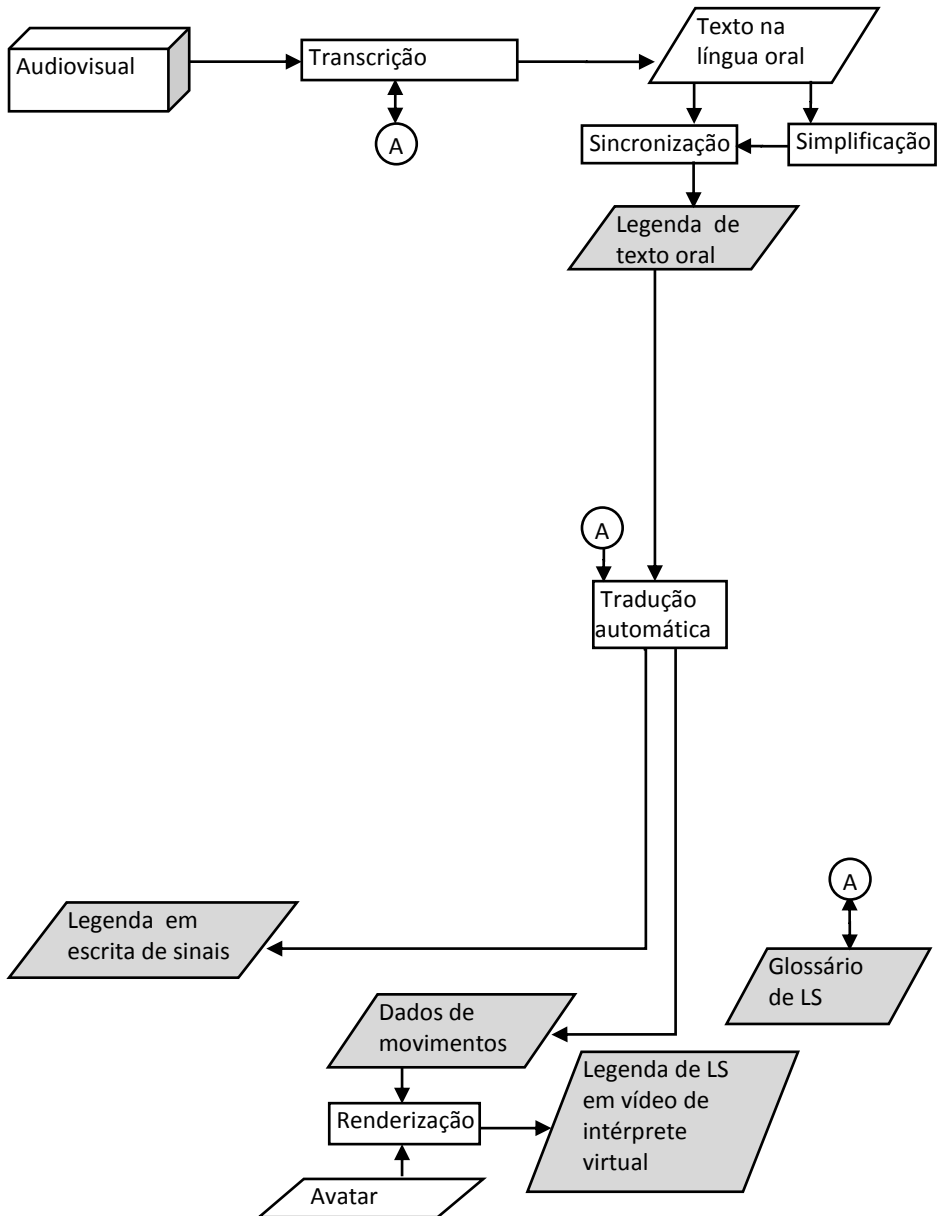 Audiovisual
Transcrição
Texto na
língua oral
A
Sincronização
Simplificação
Legenda de
texto oral
A
Tradução
automática
A
Legenda em
escrita de sinais
Glossário
de LS
Dados de
movimentos
Legenda de LS
em vídeo de
intérprete
virtual
Renderização
Avatar